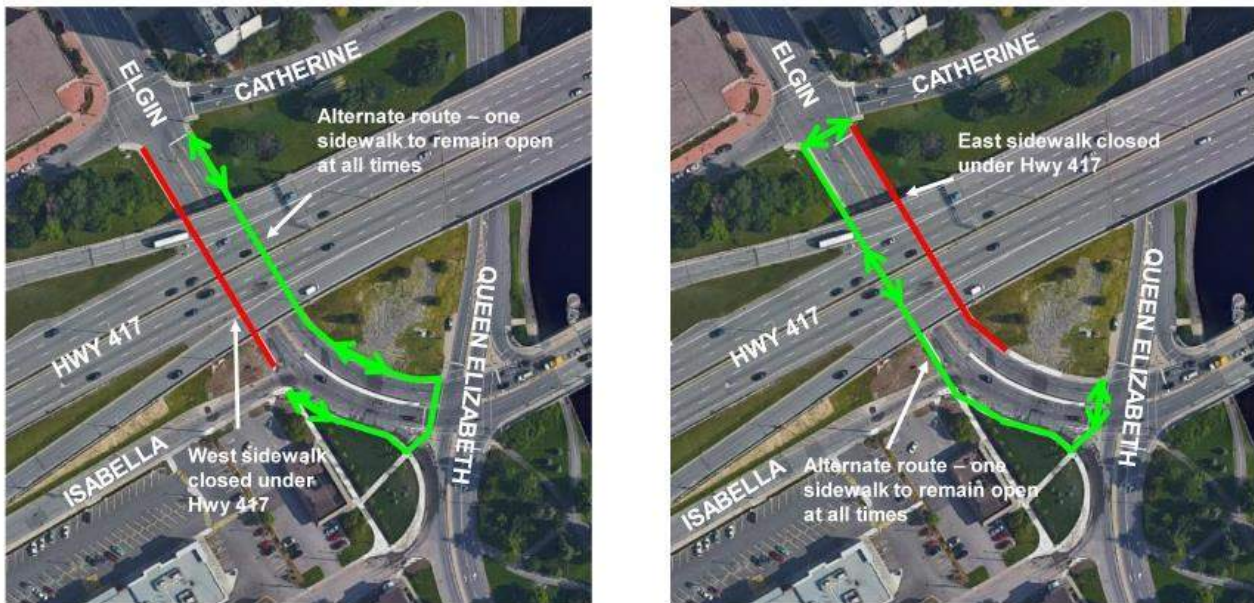 ELGIN
CATHERINE
Alternate route – one
sidewalk to remain open
at all times
HWY 417
QUEEN ELIZABETH
West sidewalk
closed under
Hwy 417
ISABELLA
ELGIN
CATHERINE
East sidewalk closed
under Hwy 417
HWY 417
QUEEN ELIZABETH
Alternate route – one
sidewalk to remain open
at all times
ISABELLA